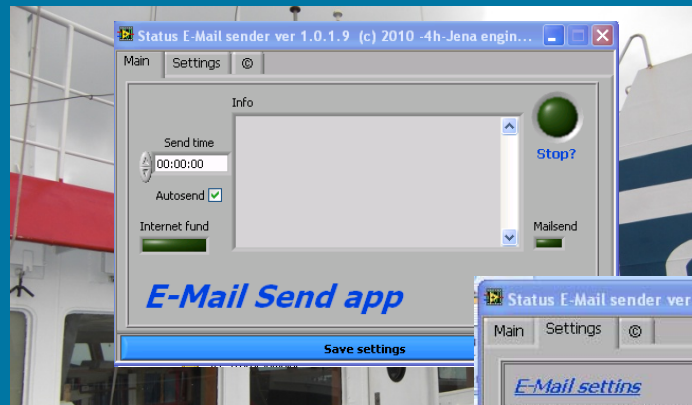 Status E-Mail sender ver 1.0.1.9 (c) 2010 -4h-Jena engin...
Main Settings ©
Info
Send time
00:00:00
Stop?
Autosend
Internet fund
Mailsend
E-Mail Send app
Save settings
Status E-Mail sender ver
Main Settings ©
E-Mail settins